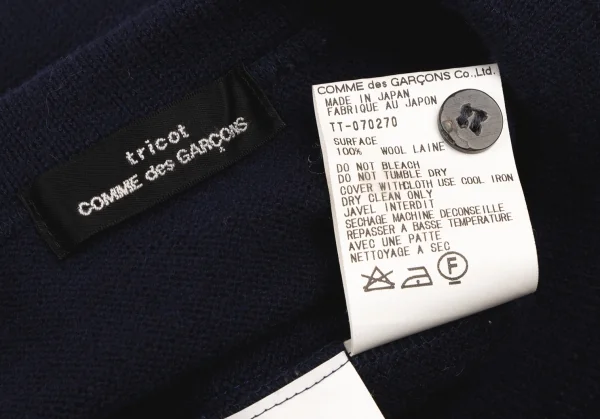 tricot
COMME des GARÇONS
COMME des GARÇONS Co.,Ltd.
MADE IN JAPAN
FABRIQUE AU JAPON
TT-070270
SURFACE
100% WOOL LAINE
DO NOT BLEACH
DO NOT TUMBLE DRY
COVER WITHCLOTH USE COOL IRON
DRY CLEAN ONLY
JAVEL INTERDIT
SECHAGE MACHINE DECONSEILLE
REPASSER A BASSE TEMPERATURE
AVEC UNE PATTE
NETTOYAGE A SEC
F